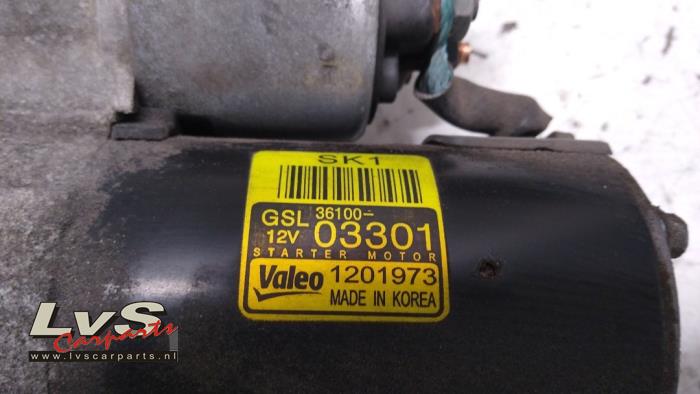 SK1
GSL 36100-
12V 03301
STARTER MOTOR
Valeo 1201973
MADE IN KOREA
LvS
Carparts
www.lvscarparts.nl